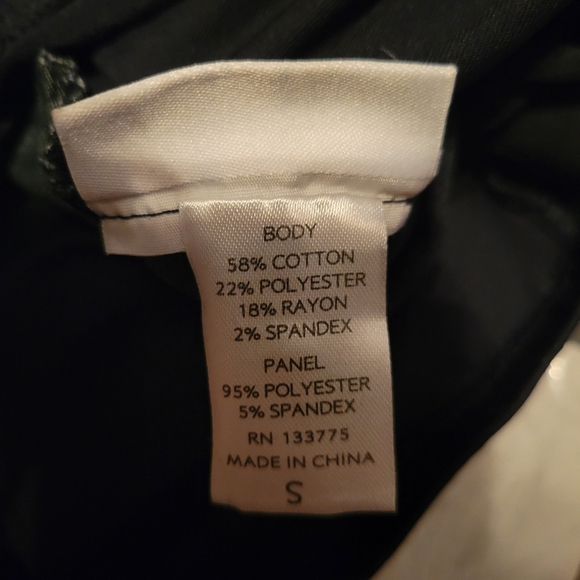 BODY
58% COTTON
22% POLYESTER
18% RAYON
2% SPANDEX
PANEL
95% POLYESTER
5% SPANDEX
RN 133775
MADE IN CHINA
S